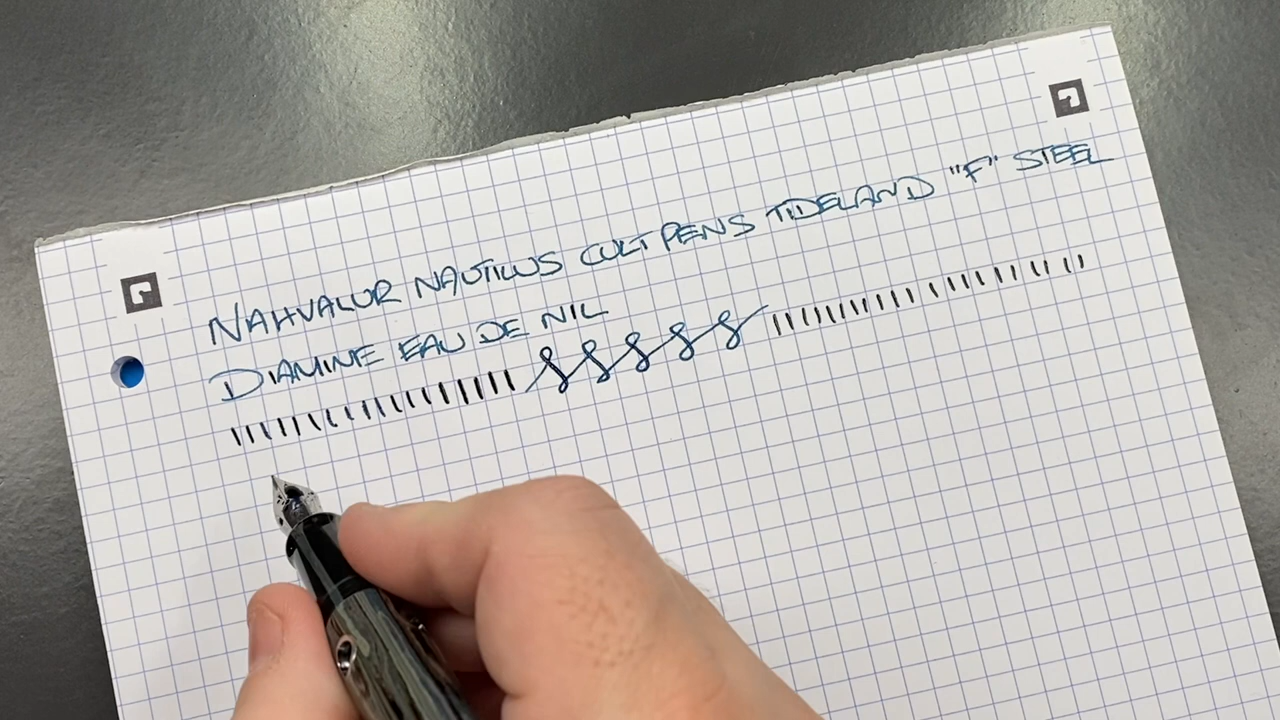 NAHVALUR NAUTILUS CULT PENS TIDELAND "F" STEEL
DIAMINE EAU DE NIL